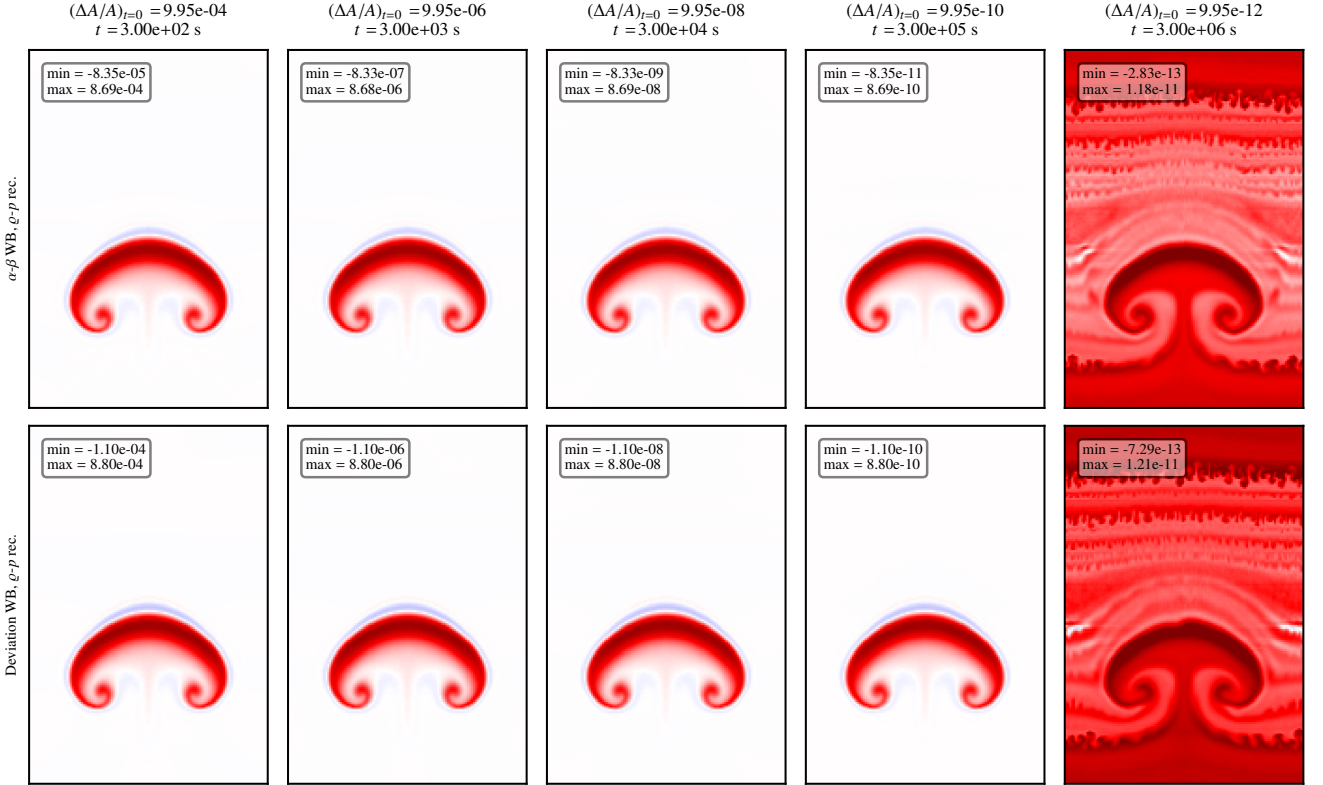 (ΔA/A)t=0 = 9.95e-04
t = 3.00e+02 s
(ΔA/A)t=0 = 9.95e-06
t = 3.00e+03 s
(ΔA/A)t=0 = 9.95e-08
t = 3.00e+04 s
(ΔA/A)t=0 = 9.95e-10
t = 3.00e+05 s
(ΔA/A)t=0 = 9.95e-12
t = 3.00e+06 s
α-β WB, ϱ-p rec.
min = -8.35e-05
max = 8.69e-04
min = -8.33e-07
max = 8.68e-06
min = -8.33e-09
max = 8.69e-08
min = -8.35e-11
max = 8.69e-10
min = -2.83e-13
max = 1.18e-11
Deviation WB, ϱ-p rec.
min = -1.10e-04
max = 8.80e-04
min = -1.10e-06
max = 8.80e-06
min = -1.10e-08
max = 8.80e-08
min = -1.10e-10
max = 8.80e-10
min = -7.29e-13
max = 1.21e-11